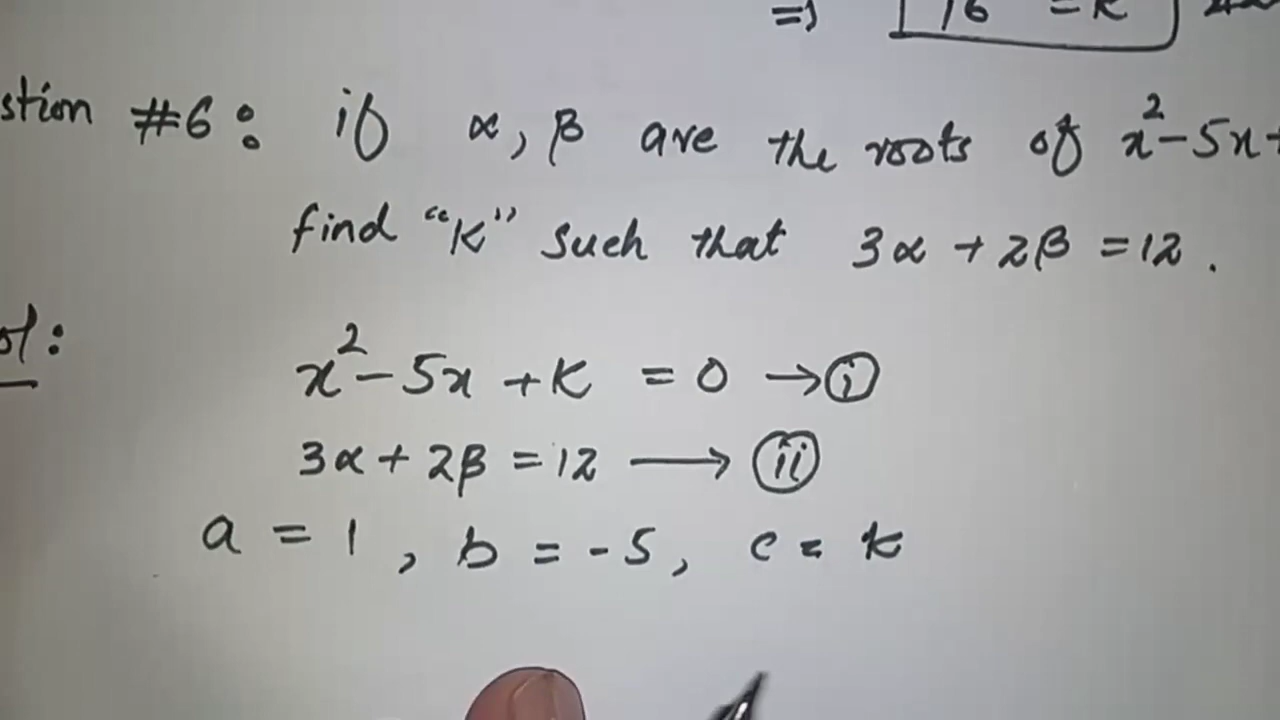 => 16 = k
stion #6: if α, β are the roots of x²-5x+
find "K" such that 3α + 2β = 12.
ol:
x² - 5x + K = 0 → (i)
3α + 2β = 12 → (ii)
a = 1, b = -5, c = k